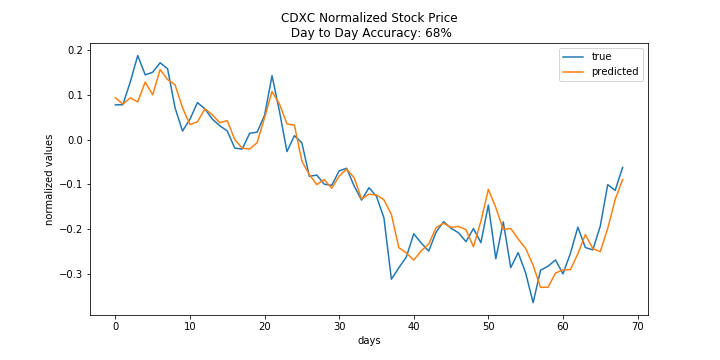 CDXC Normalized Stock Price
Day to Day Accuracy: 68%
true
predicted
normalized values
0.2
0.1
0.0
−0.1
−0.2
−0.3
0 10 20 30 40 50 60 70
days